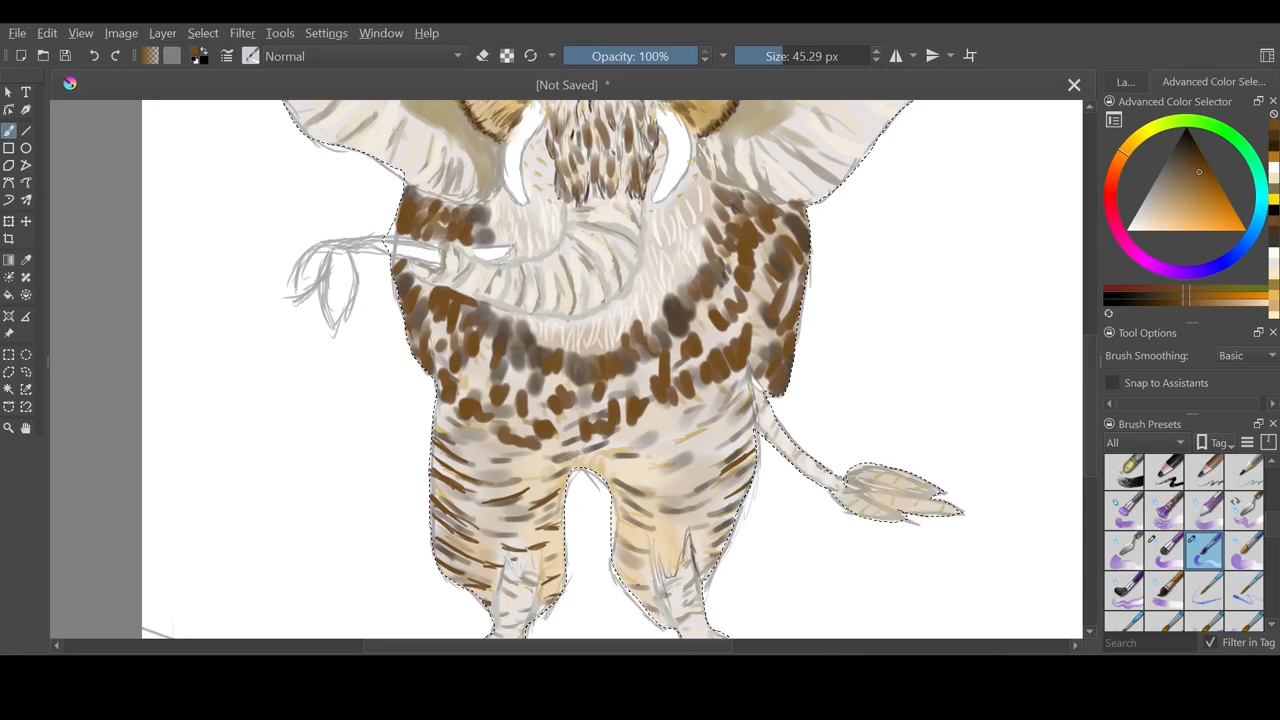 File Edit View Image Layer Select Filter Tools Settings Window Help
Normal Opacity: 100% Size: 45.29 px
[Not Saved] *
La... Advanced Color Sele...
Advanced Color Selector
Tool Options
Brush Smoothing: Basic
Snap to Assistants
Brush Presets
All Tag
Search Filter in Tag